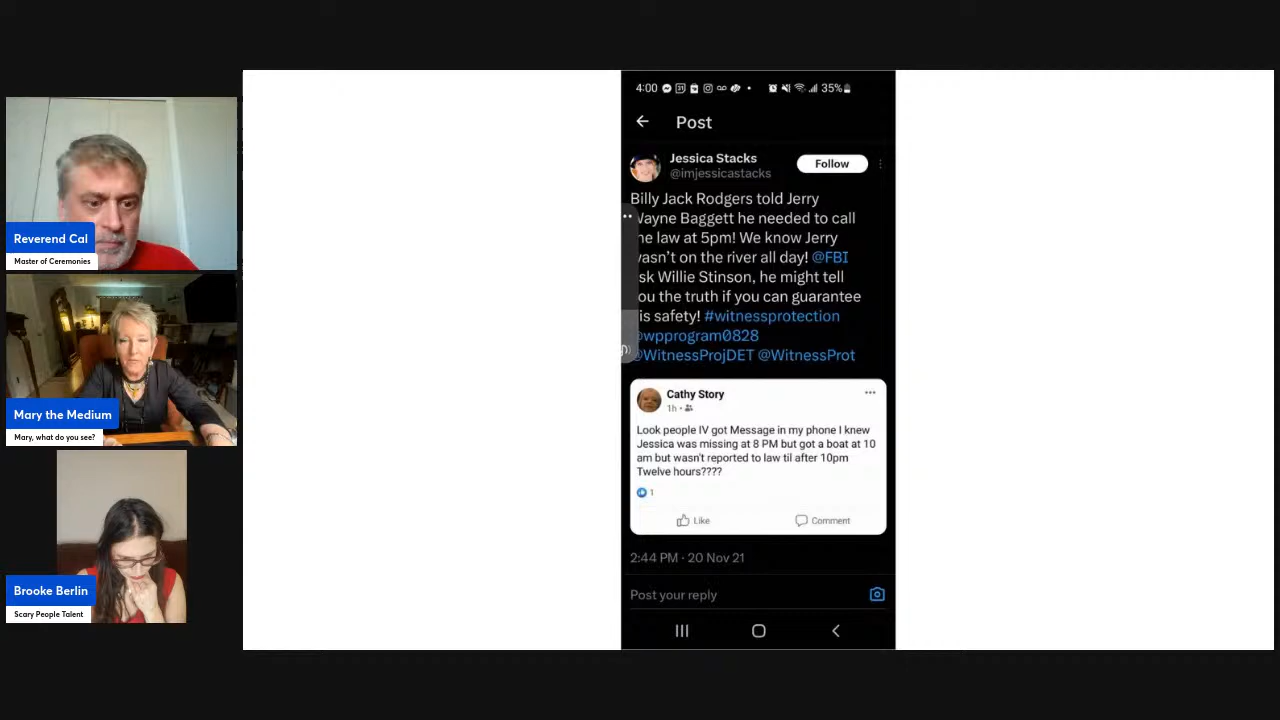 Reverend Cal
Master of Ceremonies
Mary the Medium
Mary, what do you see?
Brooke Berlin
Scary People Talent
4:00
35%
Post
Jessica Stacks
@imjessicastacks
Follow
Billy Jack Rodgers told Jerry
Wayne Baggett he needed to call
he law at 5pm! We know Jerry
wasn't on the river all day! @FBI
sk Willie Stinson, he might tell
ou the truth if you can guarantee
is safety! #witnessprotection
@wpprogram0828
@WitnessProjDET @WitnessProt
Cathy Story
1h
Look people IV got Message in my phone I knew
Jessica was missing at 8 PM but got a boat at 10
am but wasn't reported to law til after 10pm
Twelve hours????
1
Like
Comment
2:44 PM · 20 Nov 21
Post your reply